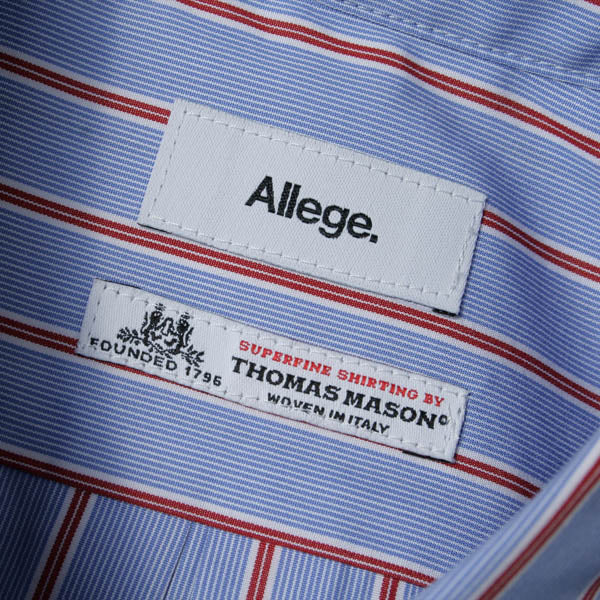 Allege.
FOUNDED 1796
SUPERFINE SHIRTING BY
THOMAS MASON®
WOVEN IN ITALY